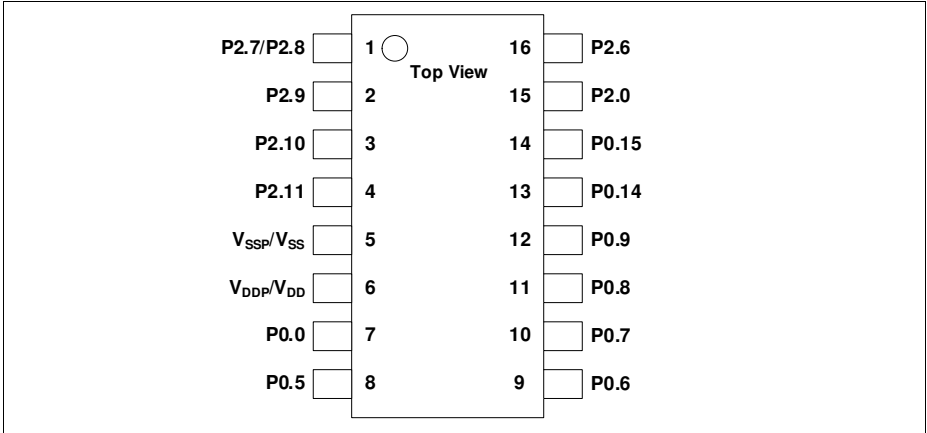 P2.7/P2.8 1 16 P2.6
Top View
P2.9 2 15 P2.0
P2.10 3 14 P0.15
P2.11 4 13 P0.14
VSSP/VSS 5 12 P0.9
VDDP/VDD 6 11 P0.8
P0.0 7 10 P0.7
P0.5 8 9 P0.6